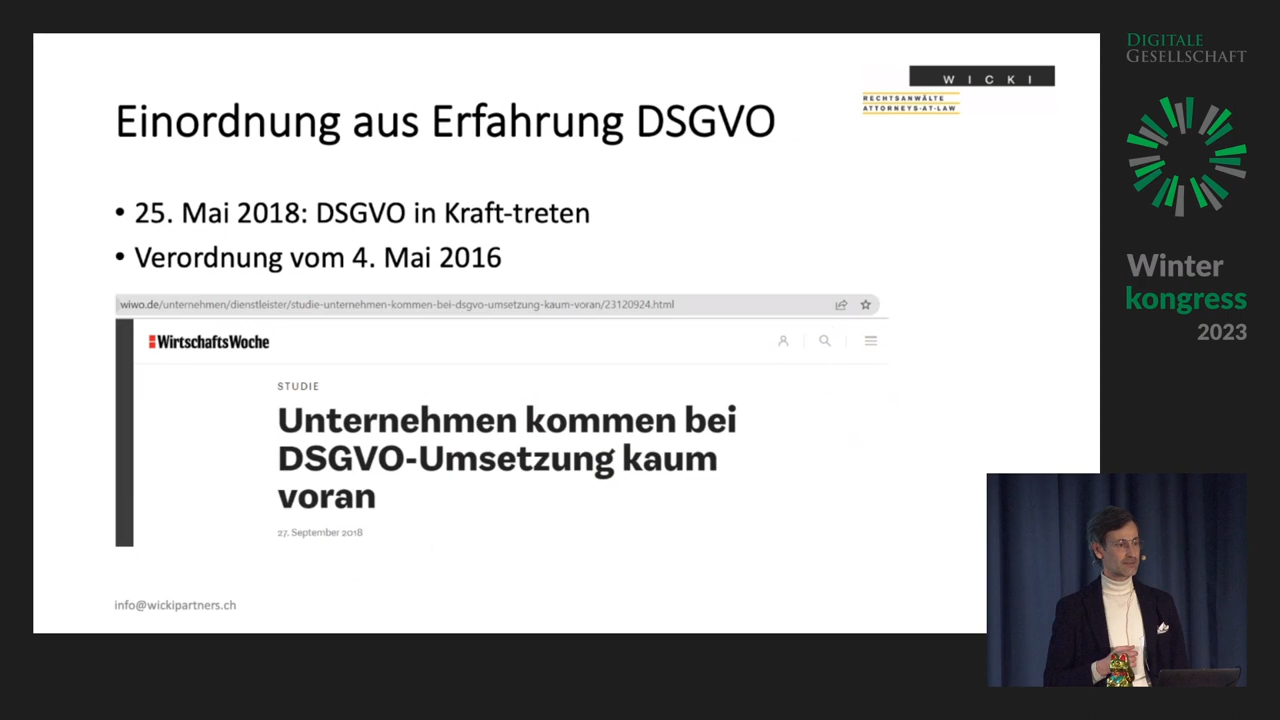 Einordnung aus Erfahrung DSGVO
WICKI
RECHTSANWÄLTE
ATTORNEYS-AT-LAW
• 25. Mai 2018: DSGVO in Kraft-treten
• Verordnung vom 4. Mai 2016
wiwo.de/unternehmen/dienstleister/studie-unternehmen-kommen-bei-dsgvo-umsetzung-kaum-voran/23120924.html
WirtschaftsWoche
STUDIE
Unternehmen kommen bei
DSGVO-Umsetzung kaum
voran
27. September 2018
info@wickipartners.ch
DIGITALE
GESELLSCHAFT
Winter
kongress
2023